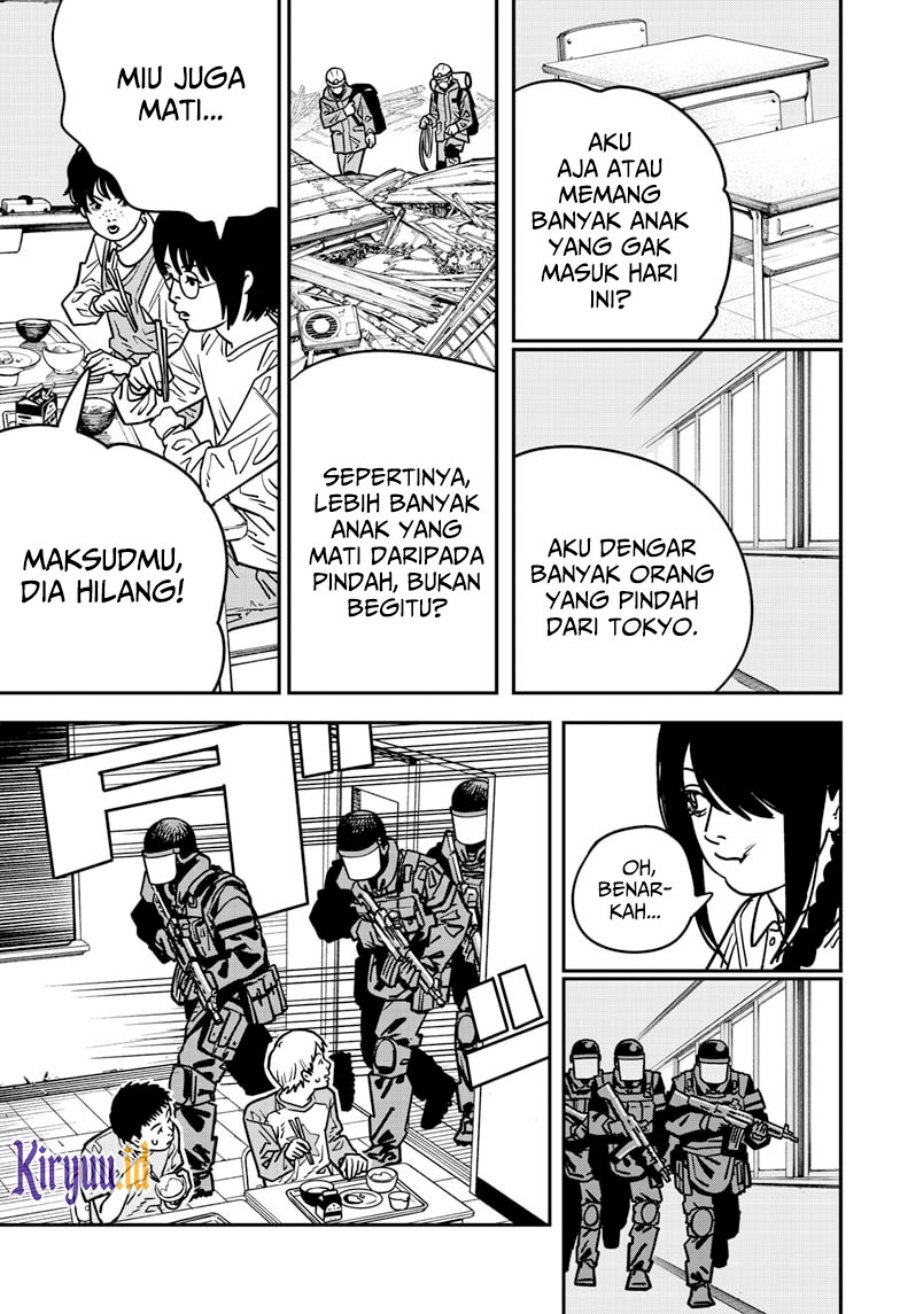 AKU
AJA ATAU
MEMANG
BANYAK ANAK
YANG GAK
MASUK HARI
INI?
AKU DENGAR
BANYAK ORANG
YANG PINDAH
DARI TOKYO.
SEPERTINYA,
LEBIH BANYAK
ANAK YANG
MATI DARIPADA
PINDAH, BUKAN
BEGITU?
MIU JUGA
MATI...
MAKSUDMU,
DIA HILANG!
OH,
BENAR-
KAH...
Kiryuu.id